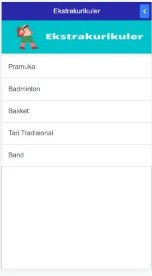 Ekstrakurikuler
Ekstrakurikuler
Pramuka
Badminton
Basket
Tari Tradisional
Band